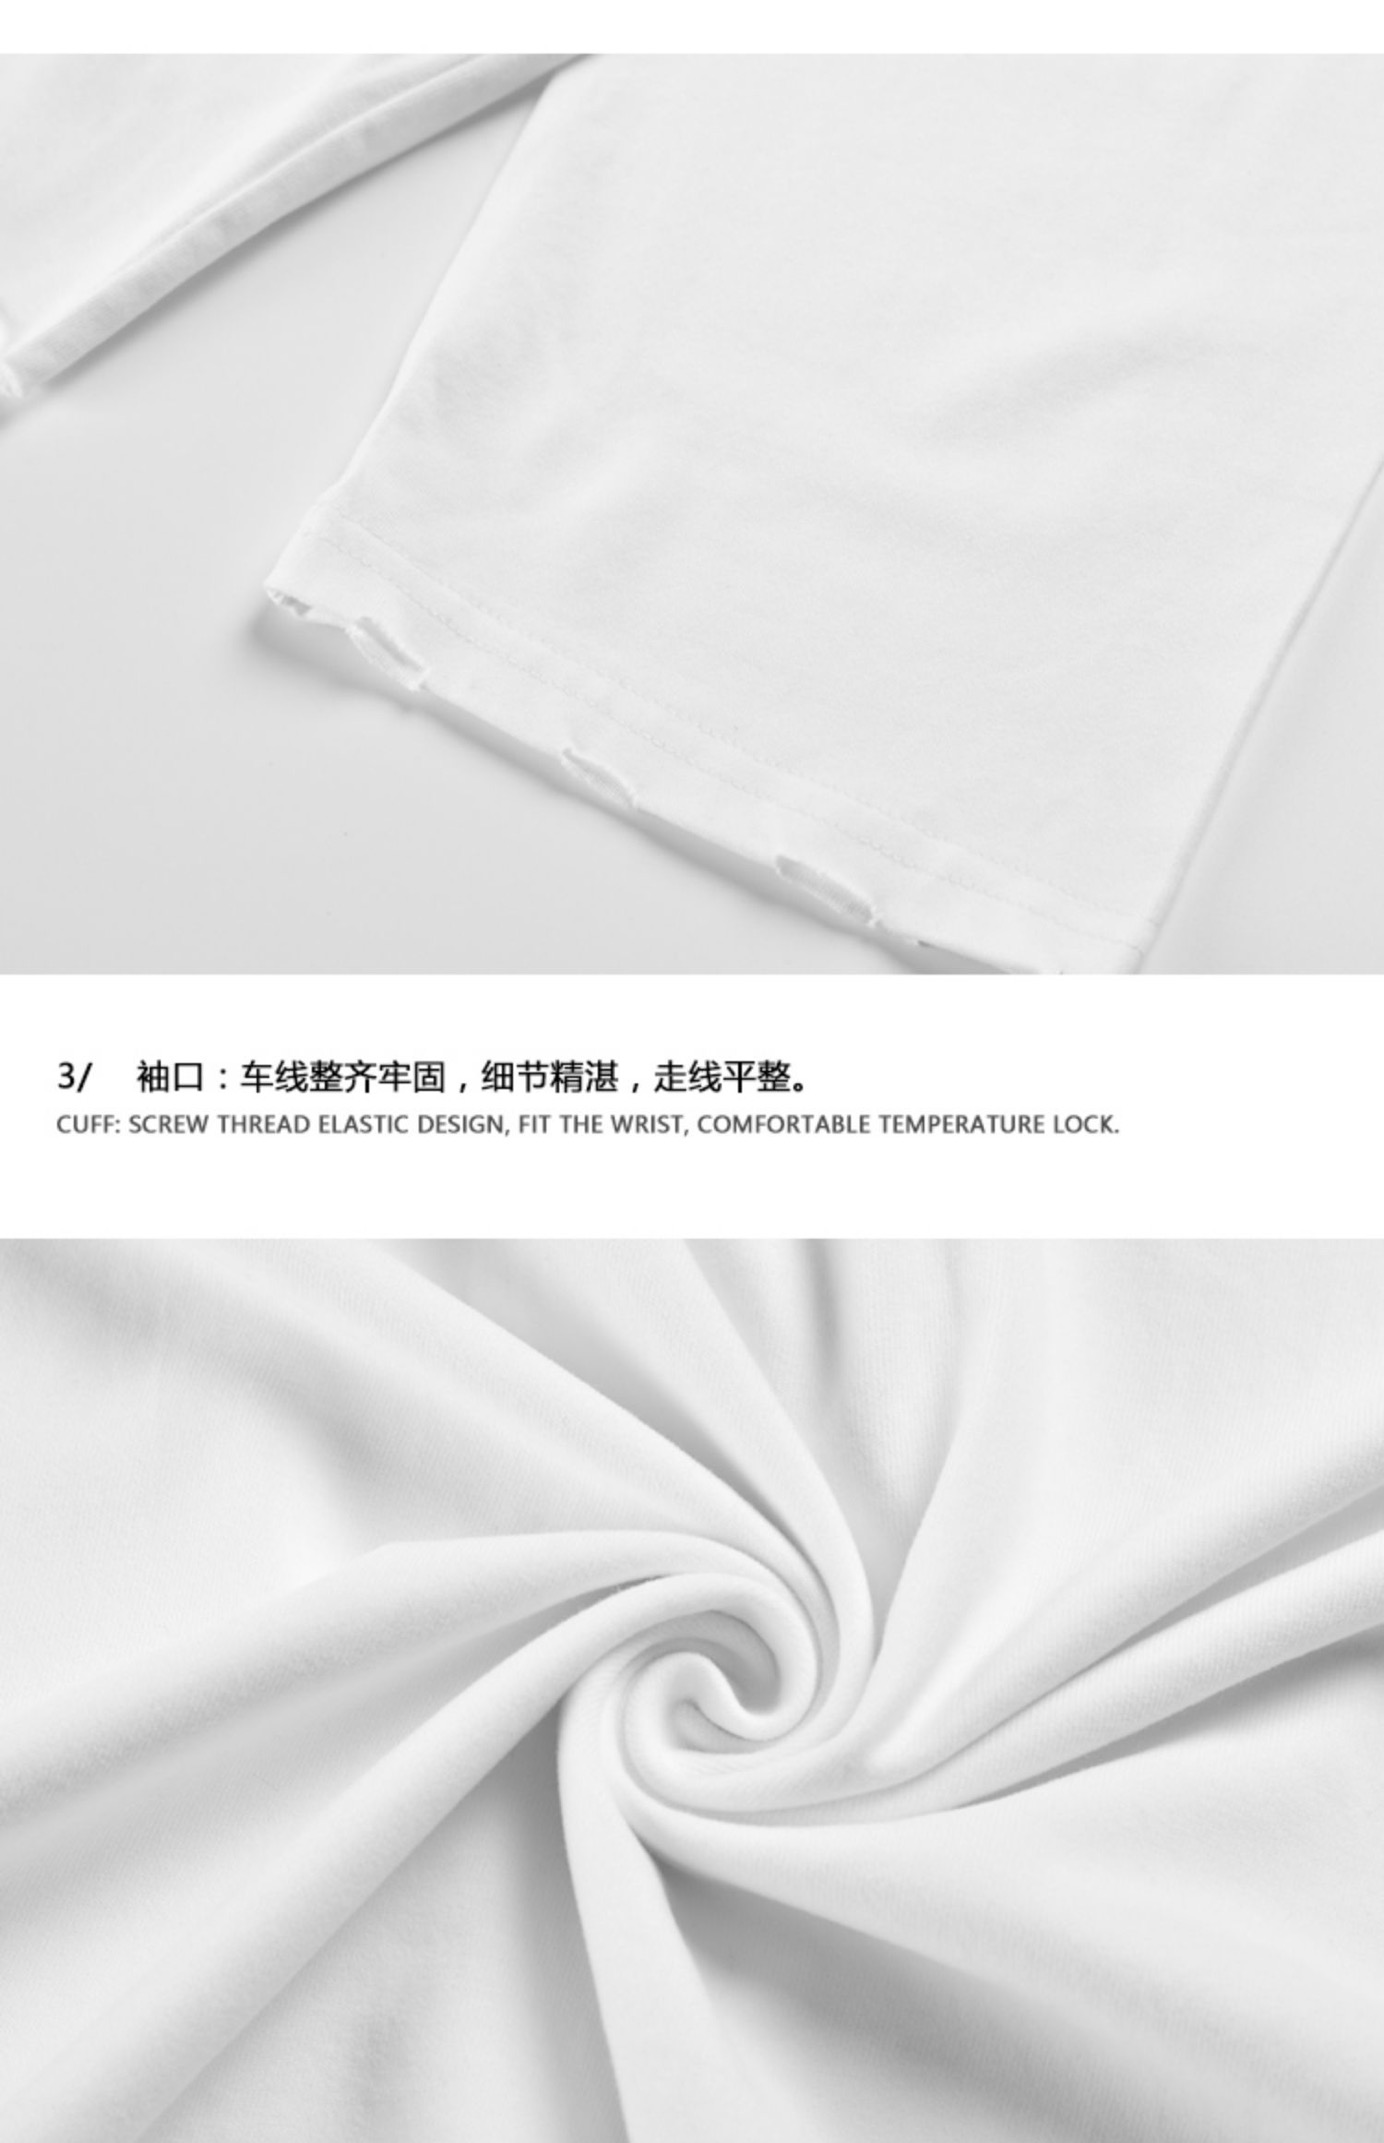 3/ 袖口：车线整齐牢固，细节精湛，走线平整。
CUFF: SCREW THREAD ELASTIC DESIGN, FIT THE WRIST, COMFORTABLE TEMPERATURE LOCK.